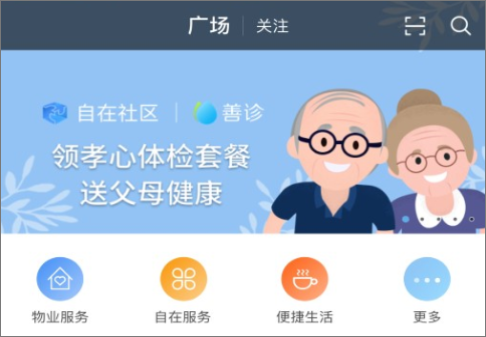 广场 关注
自在社区 善诊
领孝心体检套餐
送父母健康
物业服务 自在服务 便捷生活 更多